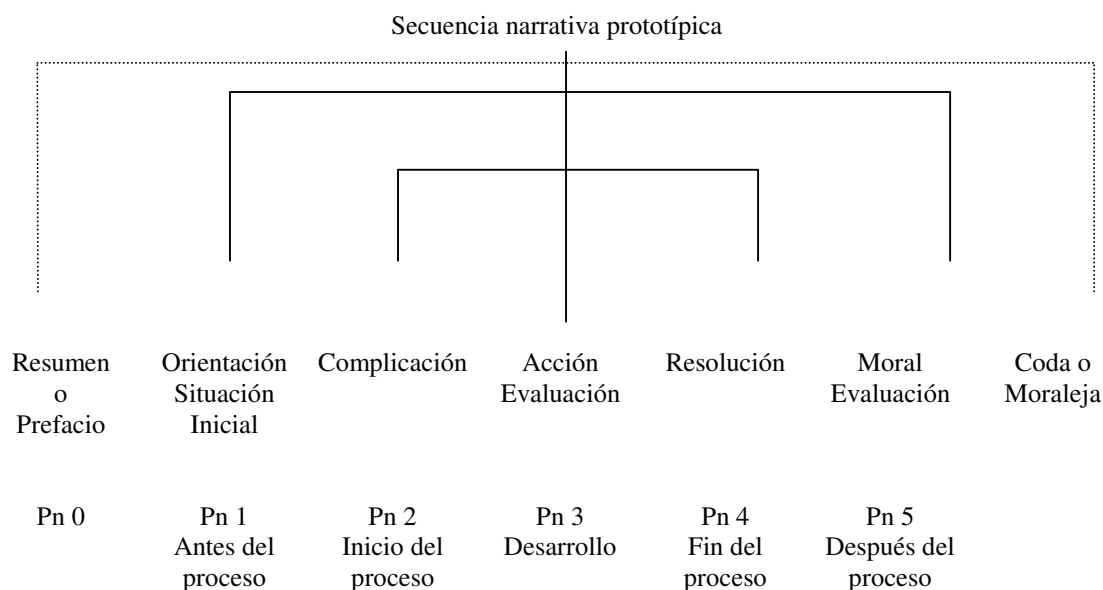 Secuencia narrativa prototípica
Resumen
o
Prefacio
Orientación
Situación
Inicial
Complicación
Acción
Evaluación
Resolución
Moral
Evaluación
Coda o
Moraleja
Pn 0
Pn 1
Antes del
proceso
Pn 2
Inicio del
proceso
Pn 3
Desarrollo
Pn 4
Fin del
proceso
Pn 5
Después del
proceso